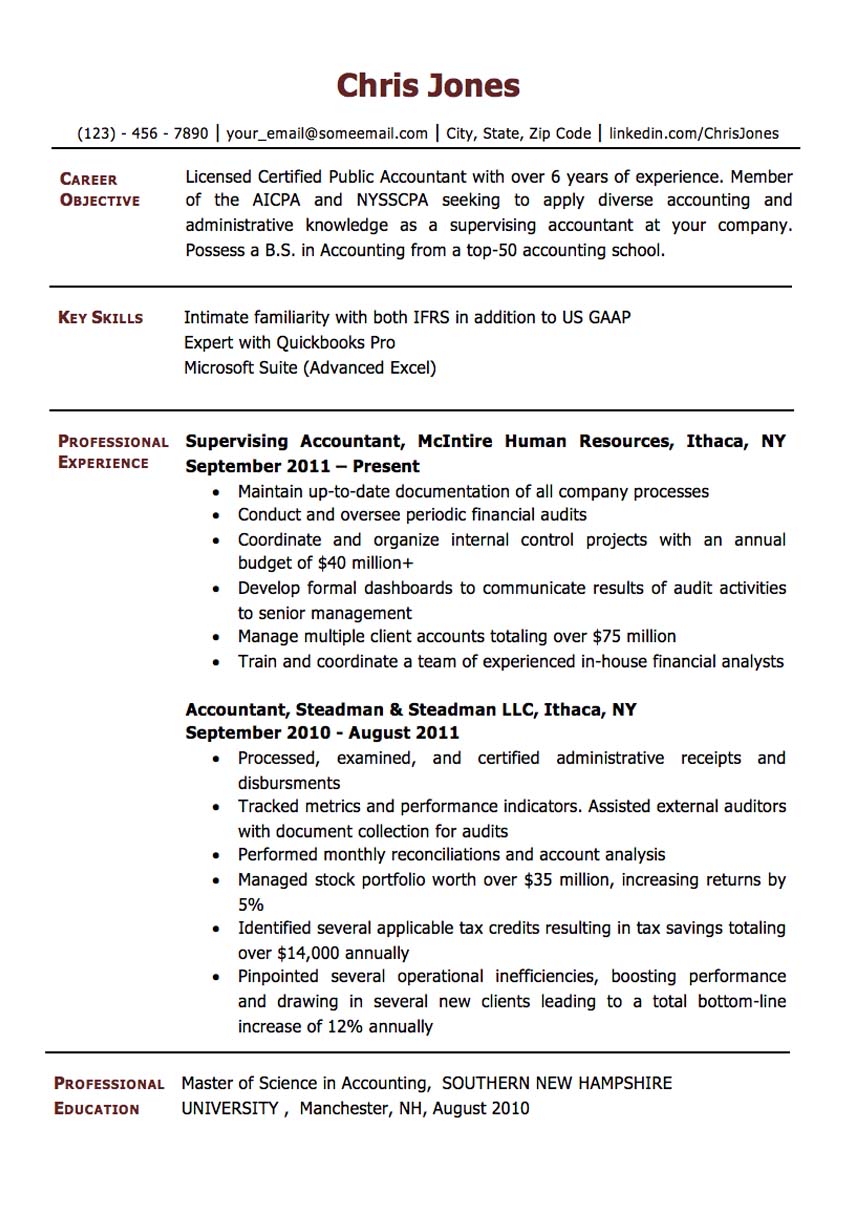 Chris Jones
(123) - 456 - 7890 | your_email@someemail.com | City, State, Zip Code | linkedin.com/ChrisJones
CAREER
OBJECTIVE
Licensed Certified Public Accountant with over 6 years of experience. Member
of the AICPA and NYSSCPA seeking to apply diverse accounting and
administrative knowledge as a supervising accountant at your company.
Possess a B.S. in Accounting from a top-50 accounting school.
KEY SKILLS
Intimate familiarity with both IFRS in addition to US GAAP
Expert with Quickbooks Pro
Microsoft Suite (Advanced Excel)
PROFESSIONAL
EXPERIENCE
Supervising Accountant, McIntire Human Resources, Ithaca, NY
September 2011 – Present
• Maintain up-to-date documentation of all company processes
• Conduct and oversee periodic financial audits
• Coordinate and organize internal control projects with an annual
budget of $40 million+
• Develop formal dashboards to communicate results of audit activities
to senior management
• Manage multiple client accounts totaling over $75 million
• Train and coordinate a team of experienced in-house financial analysts
Accountant, Steadman & Steadman LLC, Ithaca, NY
September 2010 - August 2011
• Processed, examined, and certified administrative receipts and
disbursments
• Tracked metrics and performance indicators. Assisted external auditors
with document collection for audits
• Performed monthly reconciliations and account analysis
• Managed stock portfolio worth over $35 million, increasing returns by
5%
• Identified several applicable tax credits resulting in tax savings totaling
over $14,000 annually
• Pinpointed several operational inefficiencies, boosting performance
and drawing in several new clients leading to a total bottom-line
increase of 12% annually
PROFESSIONAL
EDUCATION
Master of Science in Accounting, SOUTHERN NEW HAMPSHIRE
UNIVERSITY , Manchester, NH, August 2010